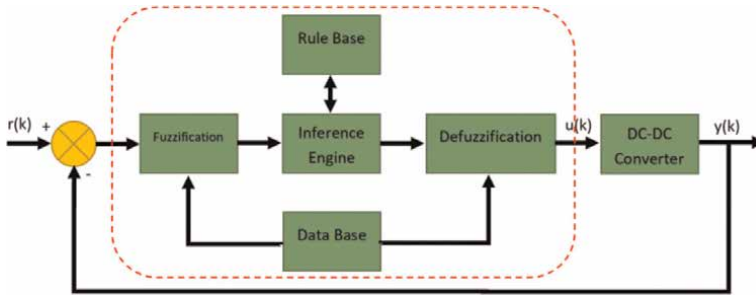 Rule Base
r(k)
+
-
Fuzzification
Inference
Engine
Defuzzification
u(k)
DC-DC
Converter
y(k)
Data Base